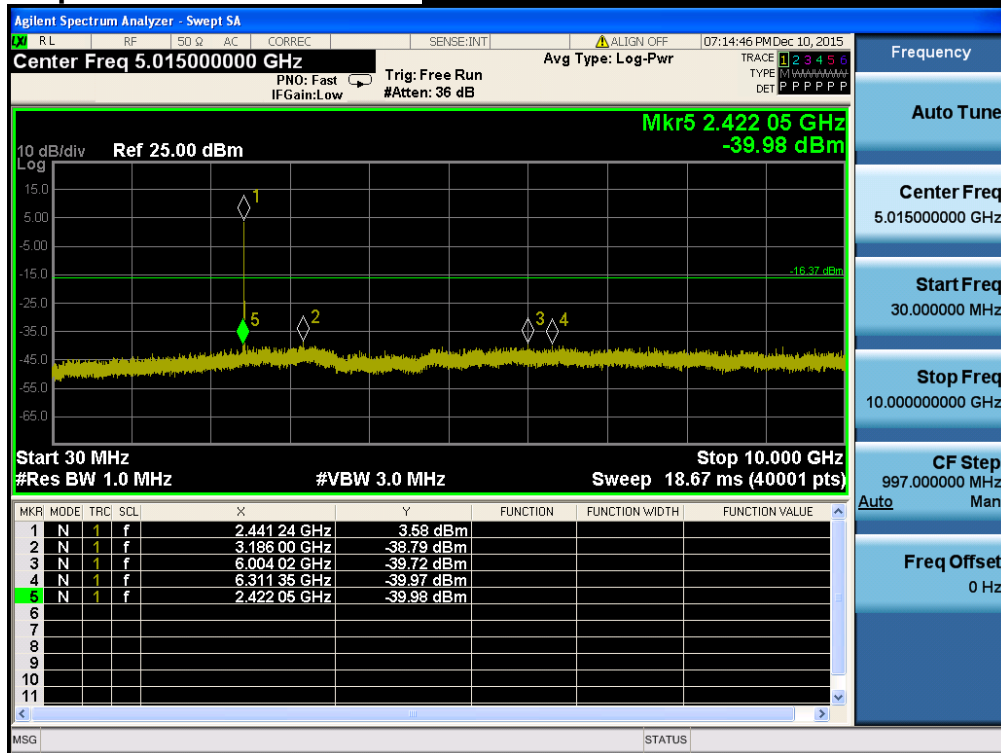 Agilent Spectrum Analyzer - Swept SA
LXI RL RF 50 Ω AC CORREC SENSE:INT ALIGN OFF 07:14:46 PM Dec 10, 2015
Center Freq 5.015000000 GHz
PNO: Fast
IFGain:Low
Trig: Free Run
#Atten: 36 dB
Avg Type: Log-Pwr
TRACE 1 2 3 4 5 6
TYPE MWWWWW
DET P P P P P P
Mkr5 2.422 05 GHz
-39.98 dBm
10 dB/div Ref 25.00 dBm
Log
15.0
5.00
-5.00
-15.0
-25.0
-35.0
-45.0
-55.0
-65.0
1
5
2
3
4
-16.37 dBm
Start 30 MHz Stop 10.000 GHz
#Res BW 1.0 MHz #VBW 3.0 MHz Sweep 18.67 ms (40001 pts)
MKR MODE TRC SCL X Y FUNCTION FUNCTION WIDTH FUNCTION VALUE
1 N 1 f 2.441 24 GHz 3.58 dBm
2 N 1 f 3.186 00 GHz -38.79 dBm
3 N 1 f 6.004 02 GHz -39.72 dBm
4 N 1 f 6.311 35 GHz -39.97 dBm
5 N 1 f 2.422 05 GHz -39.98 dBm
6
7
8
9
10
11
MSG STATUS
Frequency
Auto Tune
Center Freq
5.015000000 GHz
Start Freq
30.000000 MHz
Stop Freq
10.000000000 GHz
CF Step
997.000000 MHz
Auto Man
Freq Offset
0 Hz